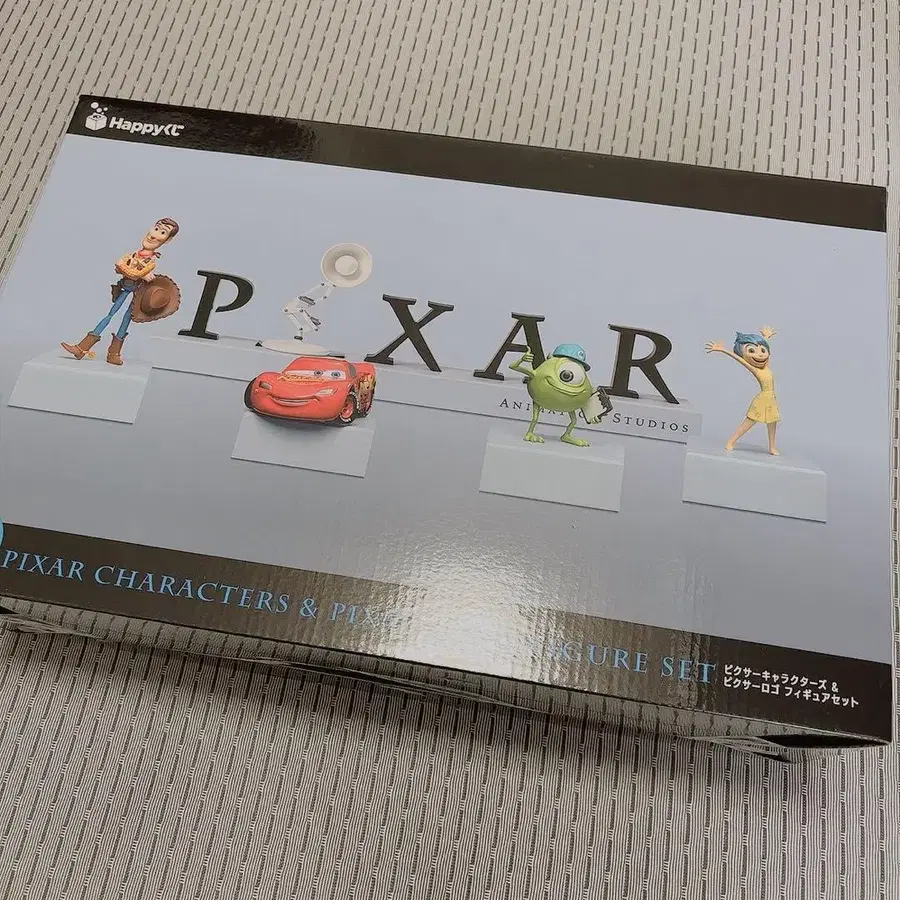 Happyくじ
PIXAR
ANIMATION STUDIOS
PIXAR CHARACTERS & PIX GURE SET
ピクサーキャラクターズ &
ピクサーロゴ フィギュアセット